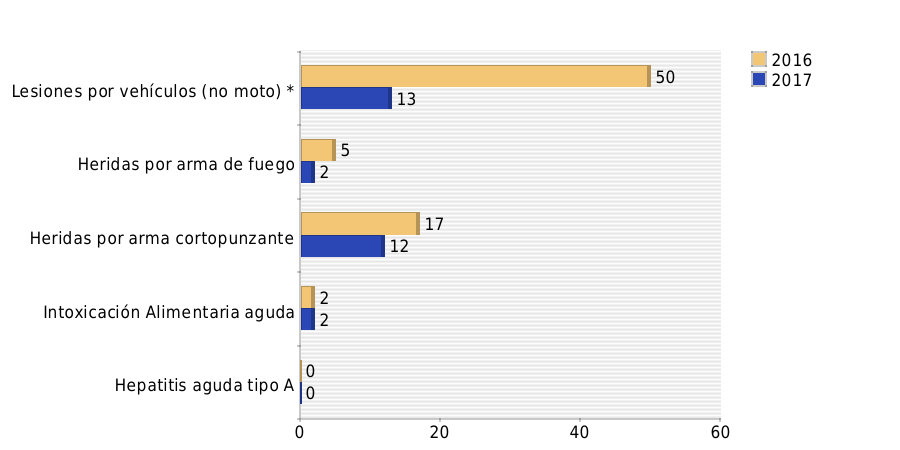 2016
2017
Lesiones por vehículos (no moto) *
50
13
Heridas por arma de fuego
5
2
Heridas por arma cortopunzante
17
12
Intoxicación Alimentaria aguda
2
2
Hepatitis aguda tipo A
0
0
0 20 40 60